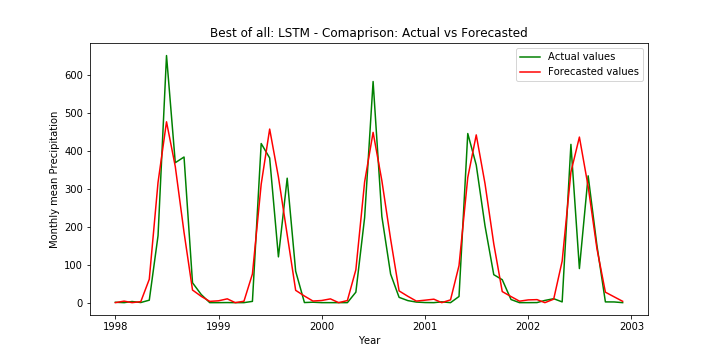 Best of all: LSTM - Comaprison: Actual vs Forecasted
Actual values
Forecasted values
Monthly mean Precipitation
600
500
400
300
200
100
0
1998
1999
2000
2001
2002
2003
Year